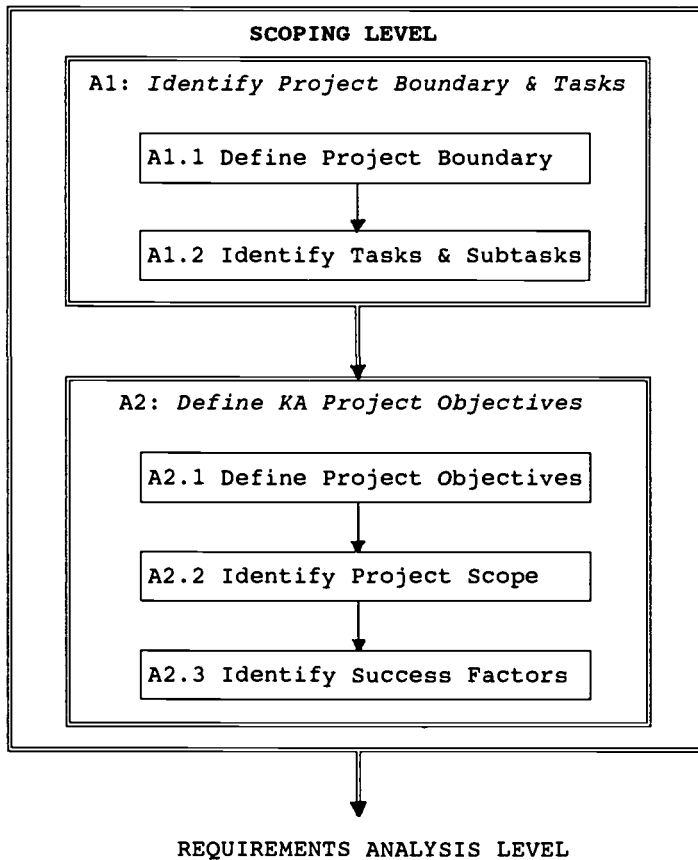 SCOPING LEVEL
A1: Identify Project Boundary & Tasks
A1.1 Define Project Boundary
A1.2 Identify Tasks & Subtasks
A2: Define KA Project Objectives
A2.1 Define Project Objectives
A2.2 Identify Project Scope
A2.3 Identify Success Factors
REQUIREMENTS ANALYSIS LEVEL